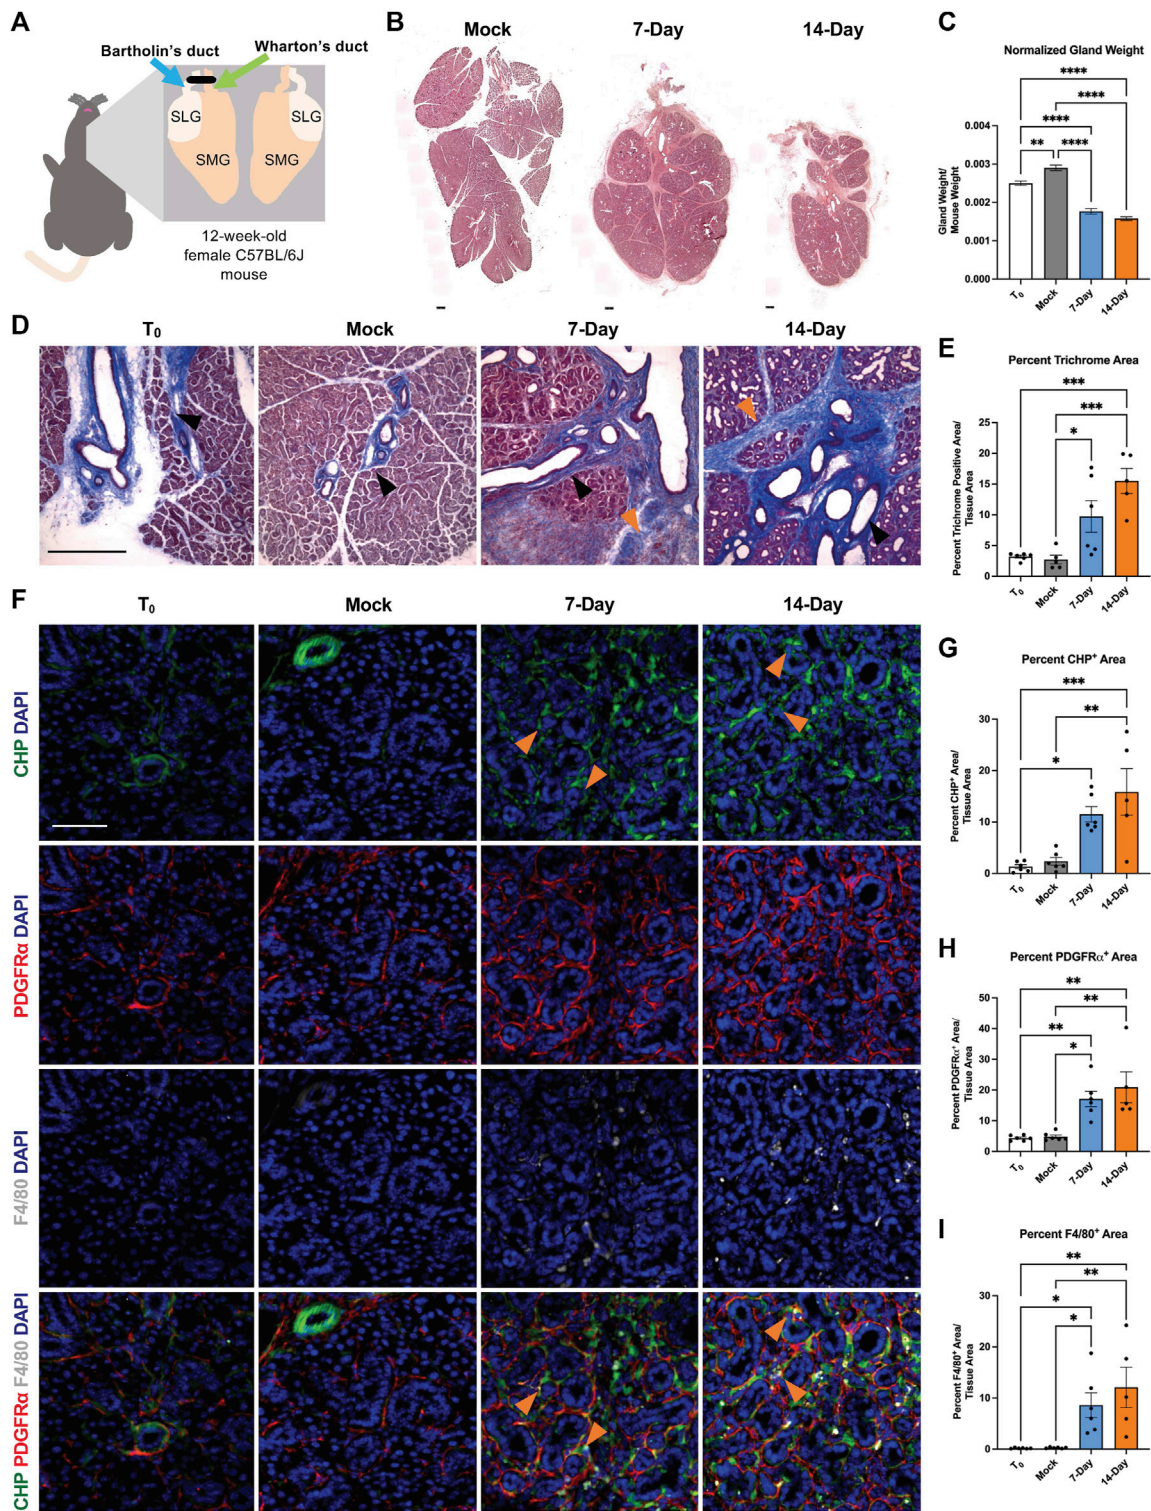 A
Bartholin's duct
Wharton's duct
SLG
SLG
SMG
SMG
12-week-old
female C57BL/6J
mouse
B
Mock
7-Day
14-Day
C
Normalized Gland Weight
****
****
****
**
****
Gland Weight/
Mouse Weight
0.004
0.003
0.002
0.001
0.000
T₀
Mock
7-Day
14-Day
D
T₀
Mock
7-Day
14-Day
E
Percent Trichrome Area
***
***
*
Percent Trichrome Positive Area/
Tissue Area
25
20
15
10
5
0
T₀
Mock
7-Day
14-Day
F
T₀
Mock
7-Day
14-Day
CHP DAPI
PDGFRα DAPI
F4/80 DAPI
CHP PDGFRα F4/80 DAPI
G
Percent CHP⁺ Area
***
**
*
Percent CHP⁺ Area/
Tissue Area
30
20
10
0
T₀
Mock
7-Day
14-Day
H
Percent PDGFRα⁺ Area
**
**
**
*
Percent PDGFRα⁺ Area/
Tissue Area
50
40
30
20
10
0
T₀
Mock
7-Day
14-Day
I
Percent F4/80⁺ Area
**
**
*
*
Percent F4/80⁺ Area/
Tissue Area
30
20
10
0
T₀
Mock
7-Day
14-Day